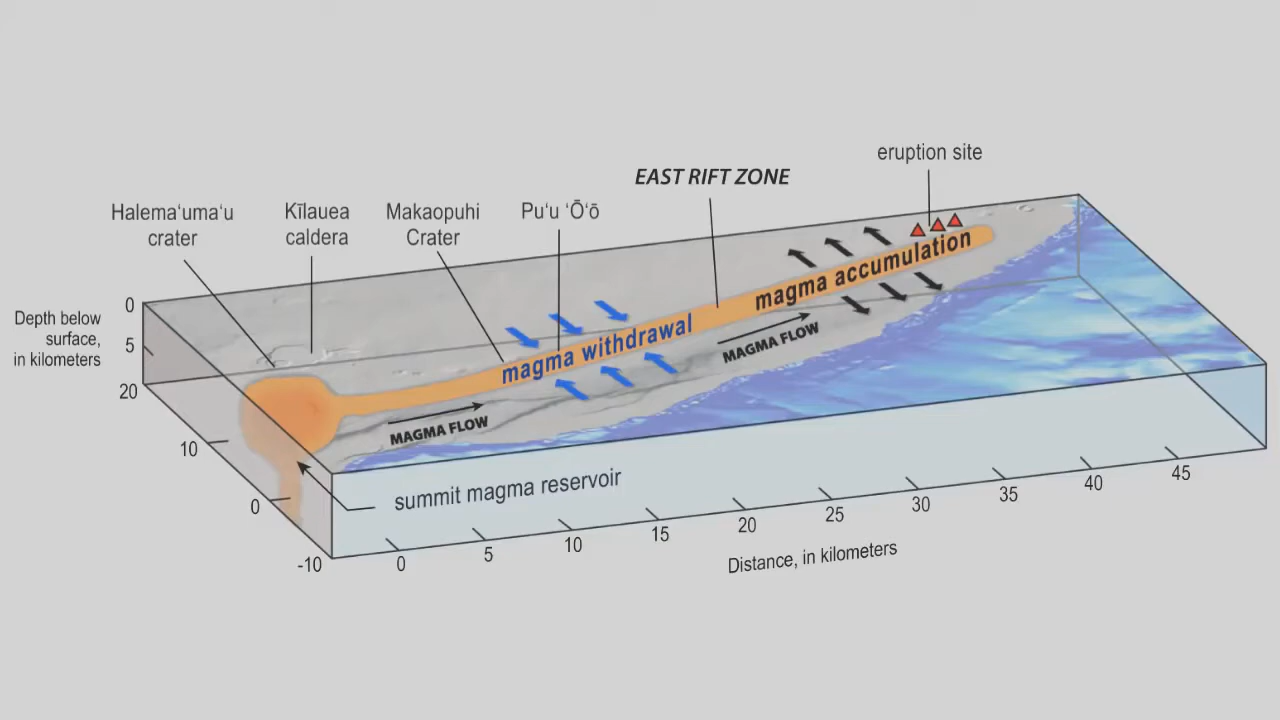 eruption site
EAST RIFT ZONE
Halemaʻumaʻu
crater
Kīlauea
caldera
Makaopuhi
Crater
Puʻu ʻŌʻō
magma accumulation
magma withdrawal
MAGMA FLOW
MAGMA FLOW
Depth below
surface,
in kilometers
0
5
20
10
0
-10
summit magma reservoir
0
5
10
15
20
25
30
35
40
45
Distance, in kilometers